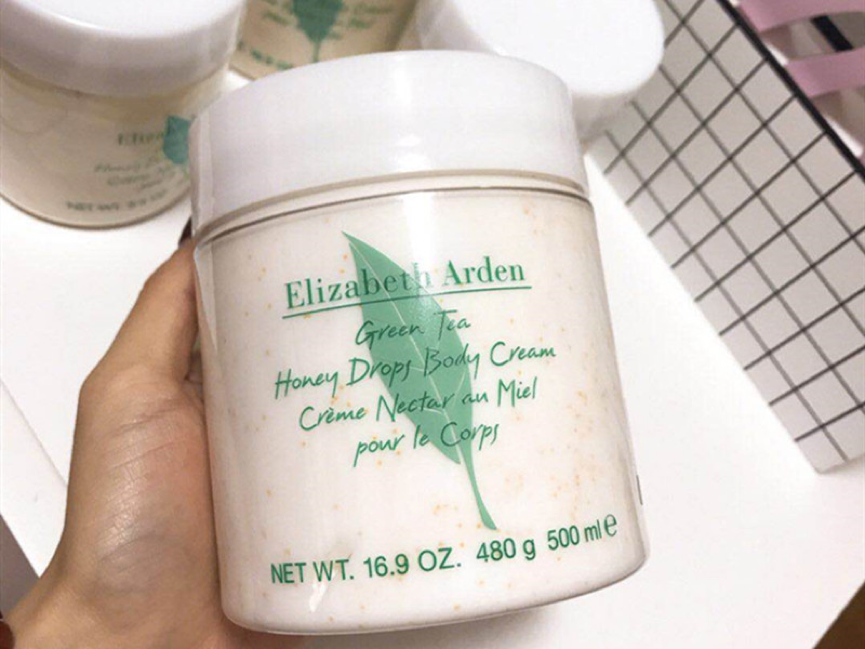 Elizabeth Arden
Green Tea
Honey Drops Body Cream
Crème Nectar au Miel
pour le Corps
NET WT. 16.9 OZ. 480 g 500 ml e